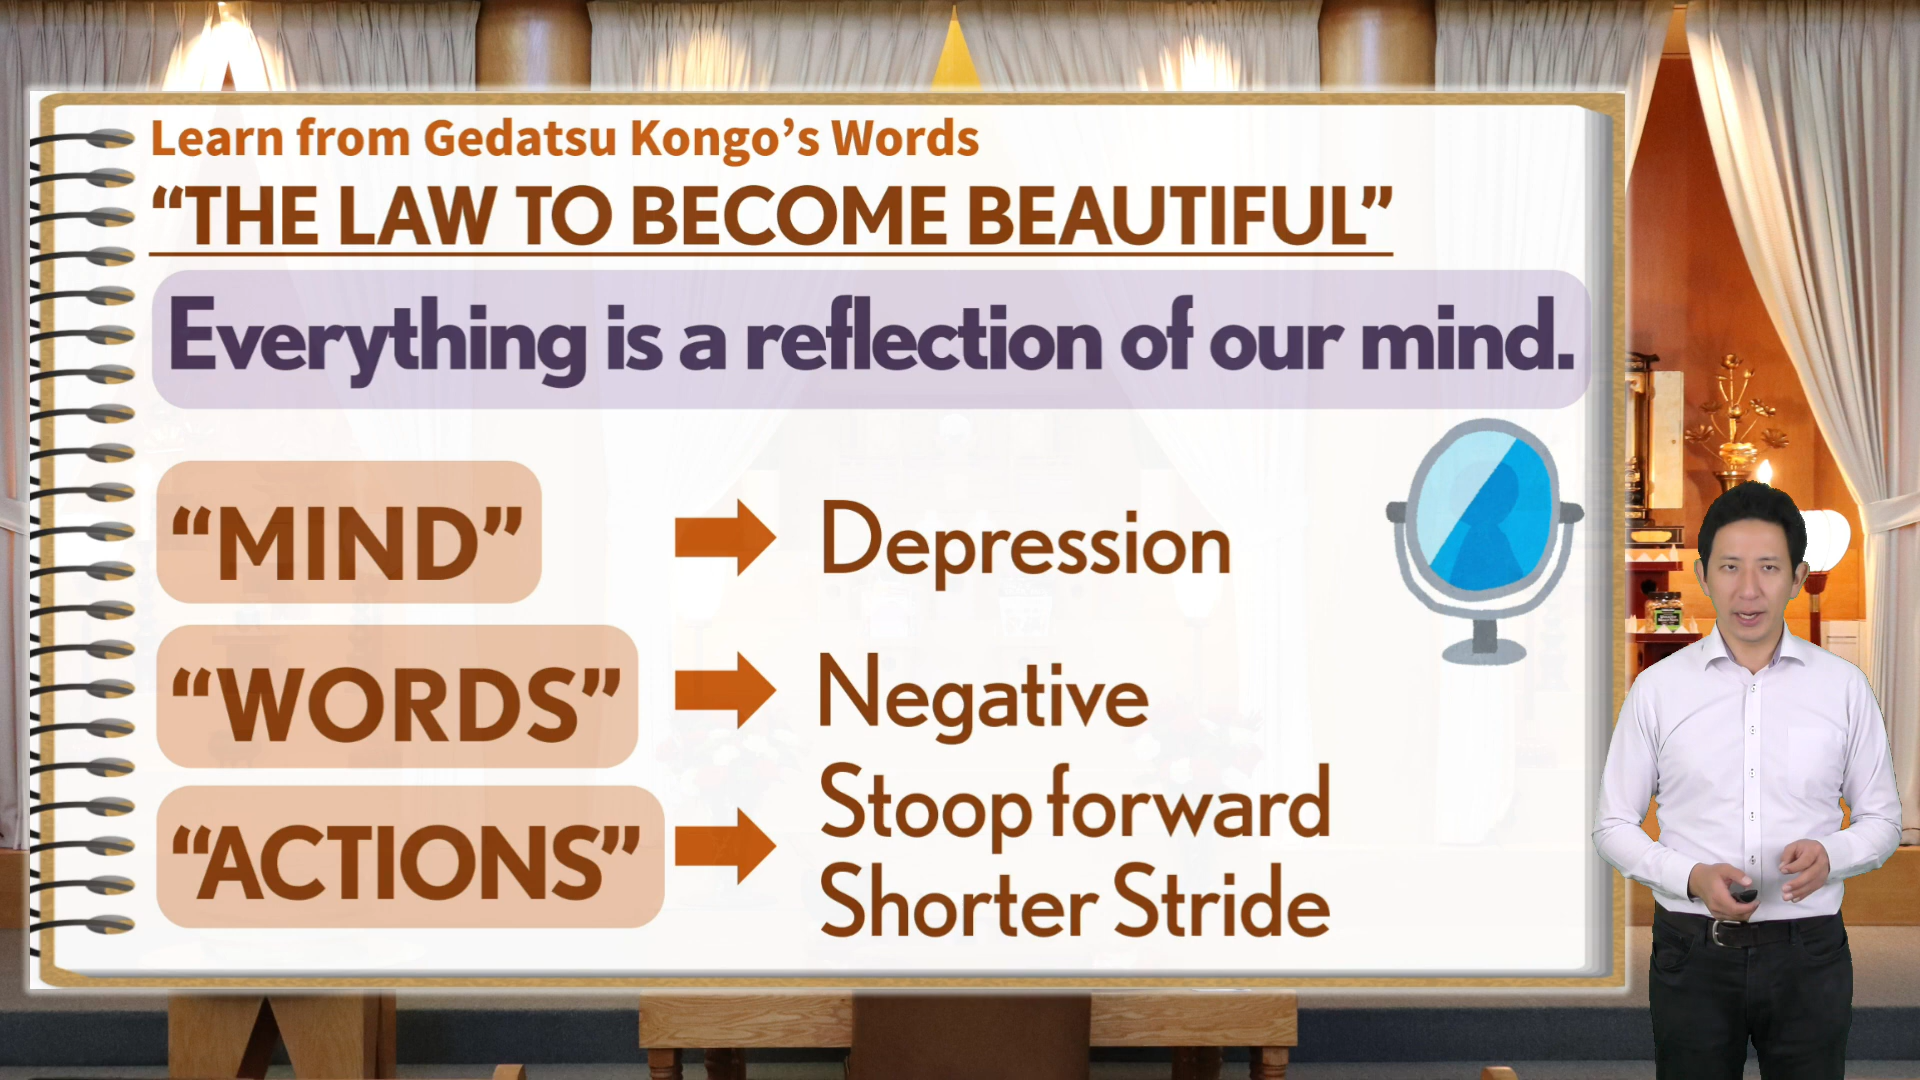 Learn from Gedatsu Kongo’s Words
“THE LAW TO BECOME BEAUTIFUL”
Everything is a reflection of our mind.
“MIND” Depression
“WORDS” Negative
“ACTIONS” Stoop forward
Shorter Stride